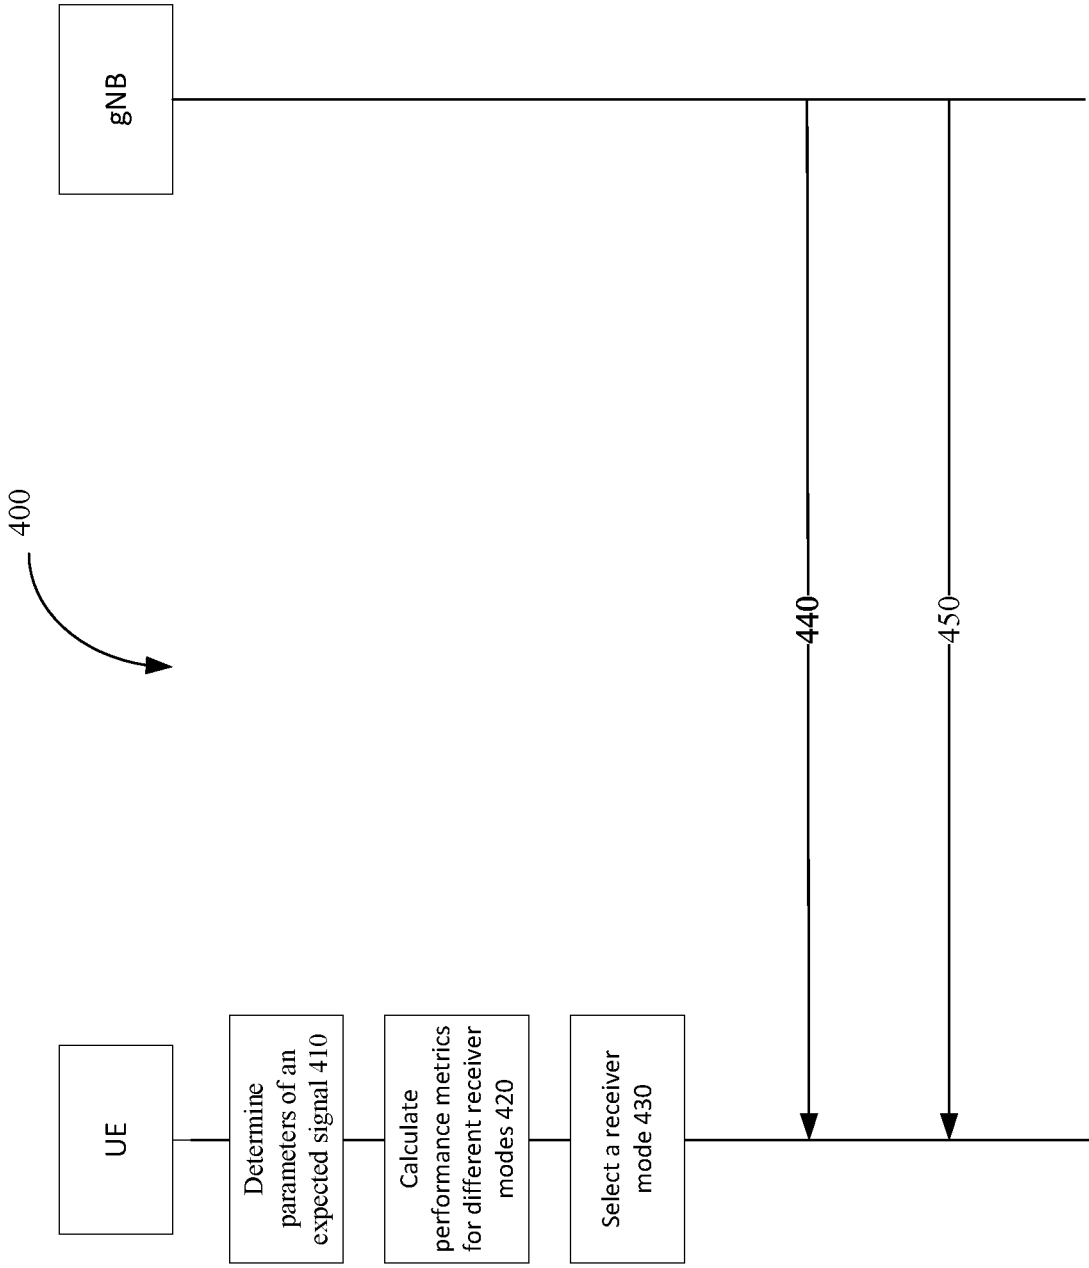 400
UE
gNB
Determine
parameters of an
expected signal 410
Calculate
performance metrics
for different receiver
modes 420
Select a receiver
mode 430
440
450